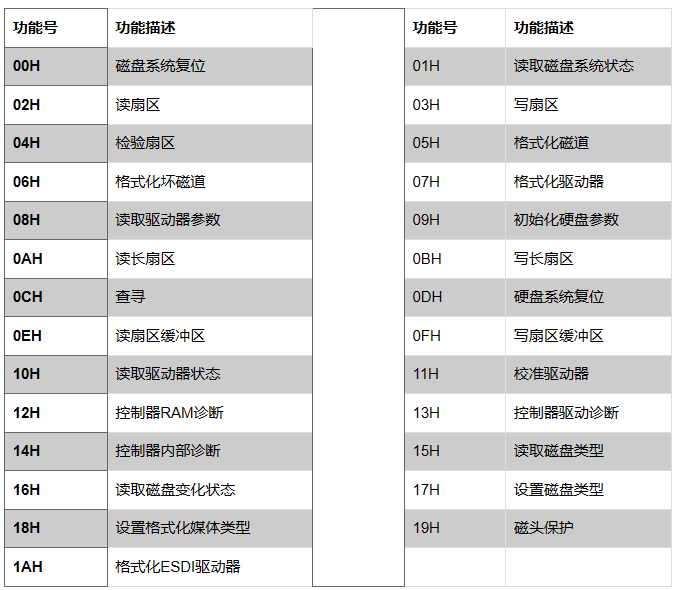 功能号 功能描述 功能号 功能描述
00H 磁盘系统复位 01H 读取磁盘系统状态
02H 读扇区 03H 写扇区
04H 检验扇区 05H 格式化磁道
06H 格式化坏磁道 07H 格式化驱动器
08H 读取驱动器参数 09H 初始化硬盘参数
0AH 读长扇区 0BH 写长扇区
0CH 查寻 0DH 硬盘系统复位
0EH 读扇区缓冲区 0FH 写扇区缓冲区
10H 读取驱动器状态 11H 校准驱动器
12H 控制器RAM诊断 13H 控制器驱动诊断
14H 控制器内部诊断 15H 读取磁盘类型
16H 读取磁盘变化状态 17H 设置磁盘类型
18H 设置格式化媒体类型 19H 磁头保护
1AH 格式化ESDI驱动器